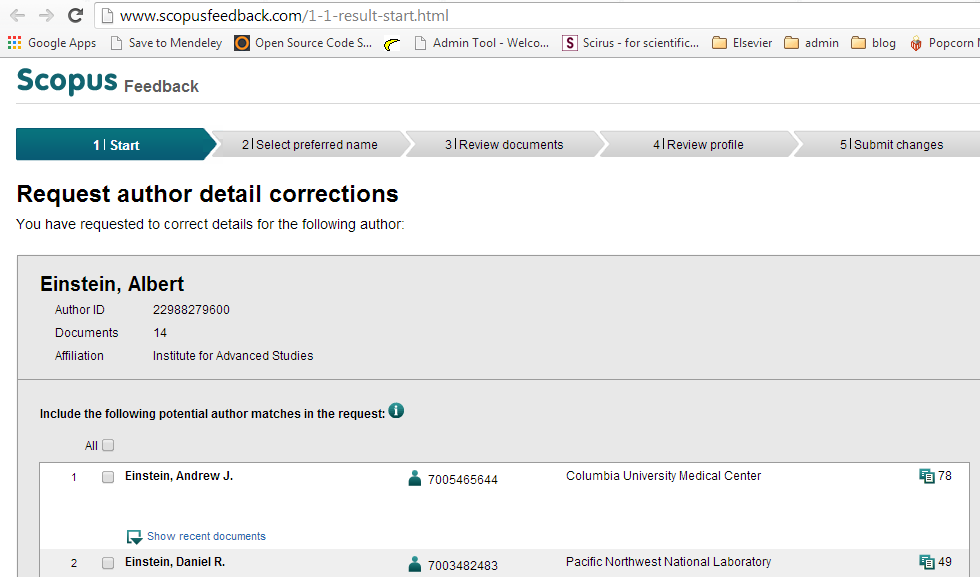 www.scopusfeedback.com/1-1-result-start.html
Google Apps Save to Mendeley Open Source Code S... Admin Tool - Welco... S Scirus - for scientific... Elsevier admin blog Popcorn
Scopus Feedback
1 | Start 2 | Select preferred name 3 | Review documents 4 | Review profile 5 | Submit changes
Request author detail corrections
You have requested to correct details for the following author:
Einstein, Albert
Author ID 22988279600
Documents 14
Affiliation Institute for Advanced Studies
Include the following potential author matches in the request: i
All
1 Einstein, Andrew J. 7005465644 Columbia University Medical Center 78
Show recent documents
2 Einstein, Daniel R. 7003482483 Pacific Northwest National Laboratory 49